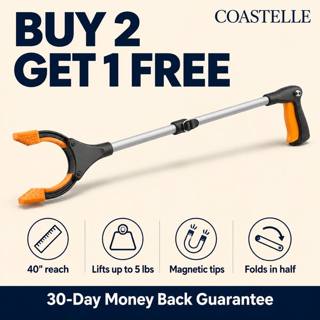 COASTELLE
BUY 2
GET 1 FREE
40" reach
Lifts up to 5 lbs
Magnetic tips
Folds in half
30-Day Money Back Guarantee